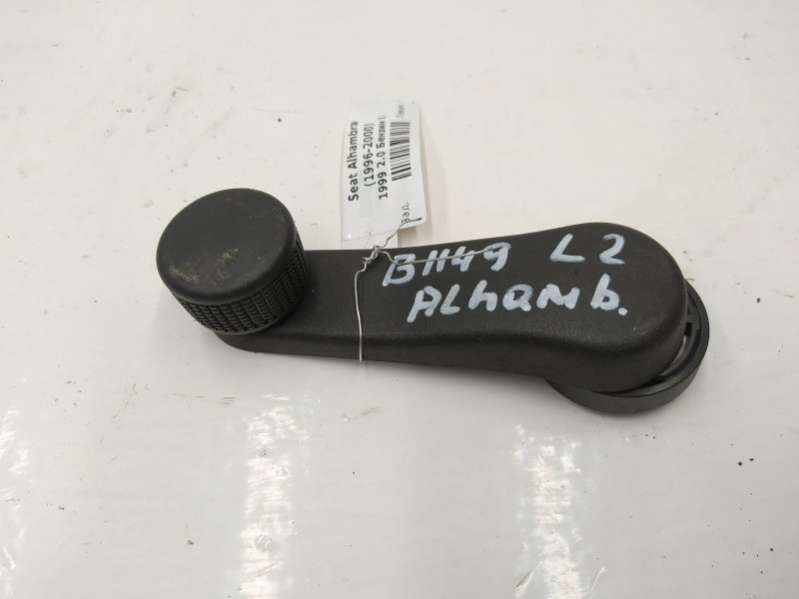 Seat Alhambra
(1996-2000)
1999 2.0 Бензин i
B1149 L2
ALhamb.